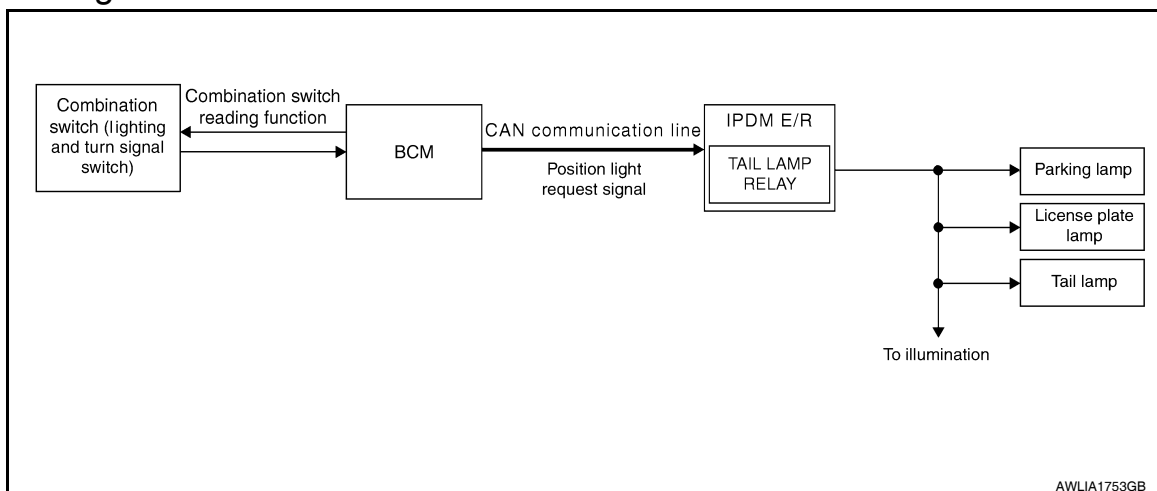 Combination
switch (lighting
and turn signal
switch)
Combination switch
reading function
BCM
CAN communication line
Position light
request signal
IPDM E/R
TAIL LAMP
RELAY
Parking lamp
License plate
lamp
Tail lamp
To illumination
AWLIA1753GB